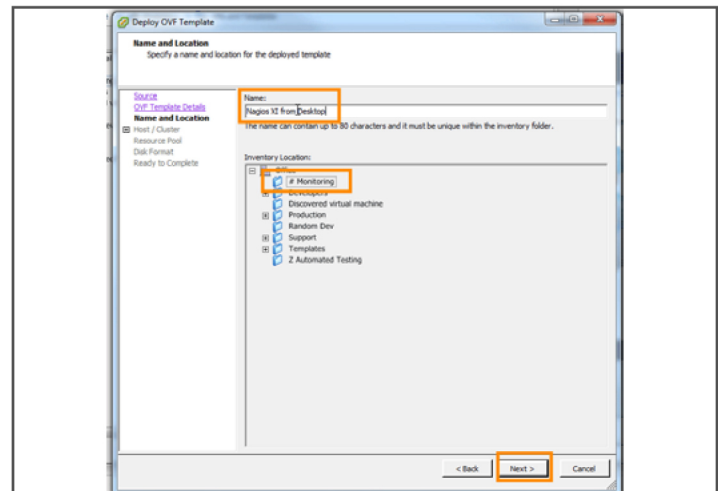 Deploy OVF Template
Name and Location
Specify a name and location for the deployed template
Source
OVF Template Details
Name and Location
Host / Cluster
Resource Pool
Disk Format
Ready to Complete
Name:
Nagios XI from Desktop
The name can contain up to 80 characters and it must be unique within the inventory folder.
Inventory Location:
# Monitoring
Developers
Discovered virtual machine
Production
Random Dev
Support
Templates
Z Automated Testing
< Back
Next >
Cancel